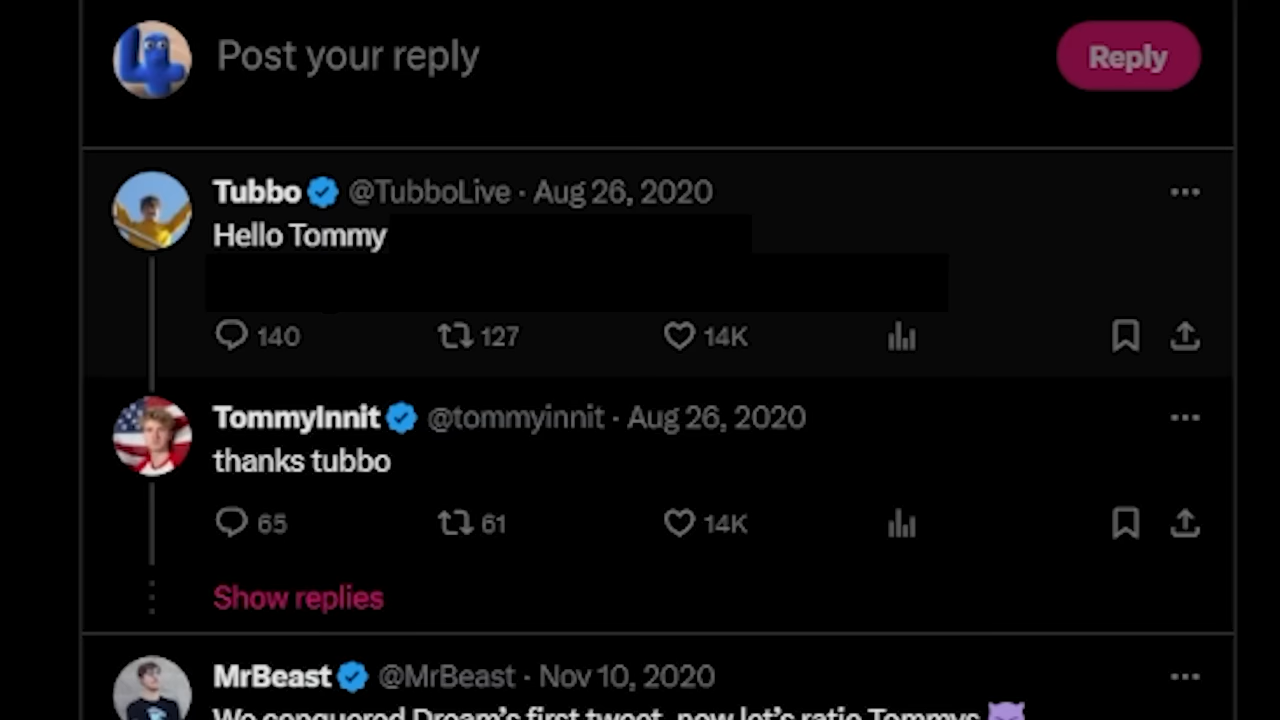 Post your reply
Reply
Tubbo @TubboLive · Aug 26, 2020
Hello Tommy
140 127 14K
TommyInnit @tommyinnit · Aug 26, 2020
thanks tubbo
65 61 14K
Show replies
MrBeast @MrBeast · Nov 10, 2020
We conquered Dream's first tweet, now let's ratio Tommys 😈